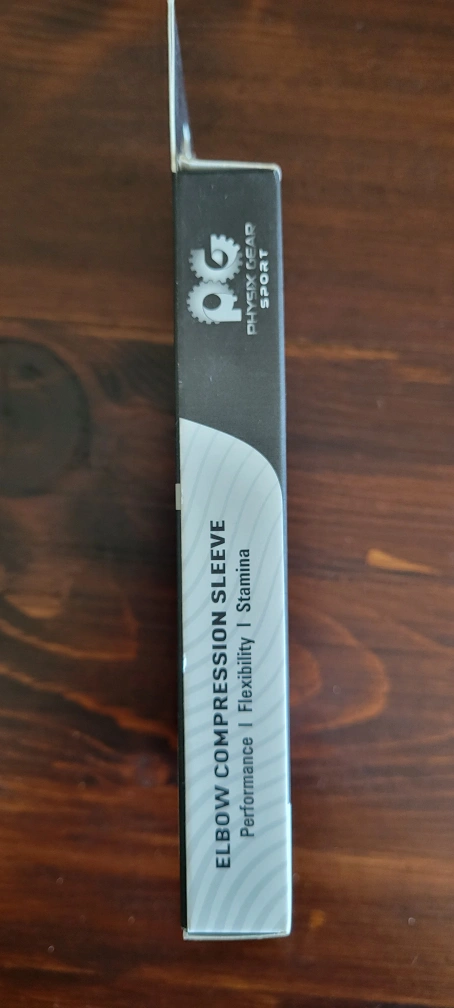 PG
PHYSIX GEAR
SPORT
ELBOW COMPRESSION SLEEVE
Performance | Flexibility | Stamina